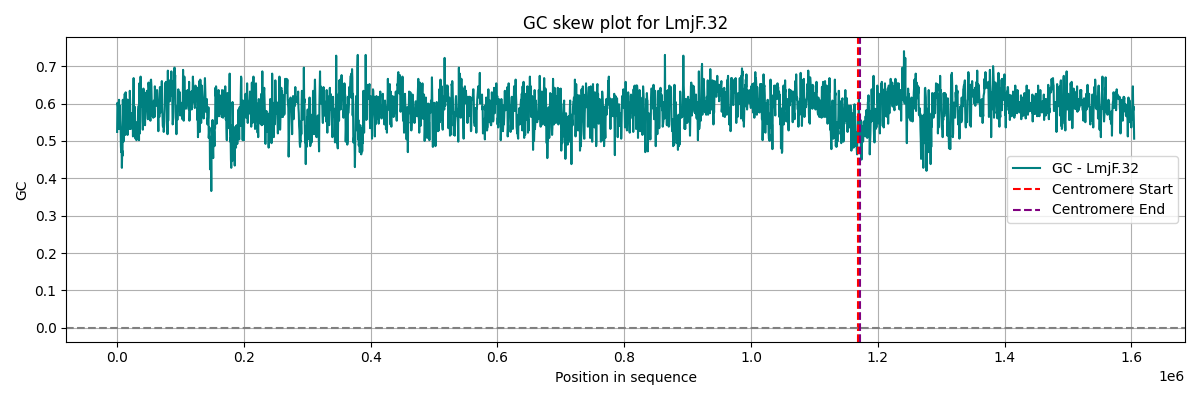 GC skew plot for LmjF.32
GC
0.7
0.6
0.5
0.4
0.3
0.2
0.1
0.0
GC - LmjF.32
Centromere Start
Centromere End
0.0 0.2 0.4 0.6 0.8 1.0 1.2 1.4 1.6
1e6
Position in sequence